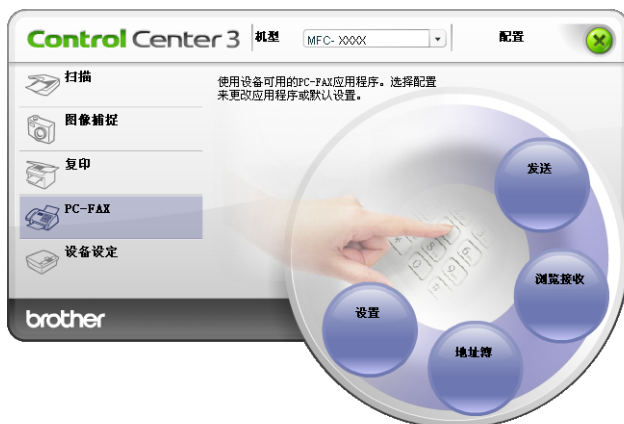 Control Center 3 机型 MFC- XXXX 配置
扫描
图像捕捉
复印
PC-FAX
设备设定
使用设备可用的PC-FAX应用程序。选择配置
来更改应用程序或默认设置。
发送
浏览接收
地址簿
设置
brother